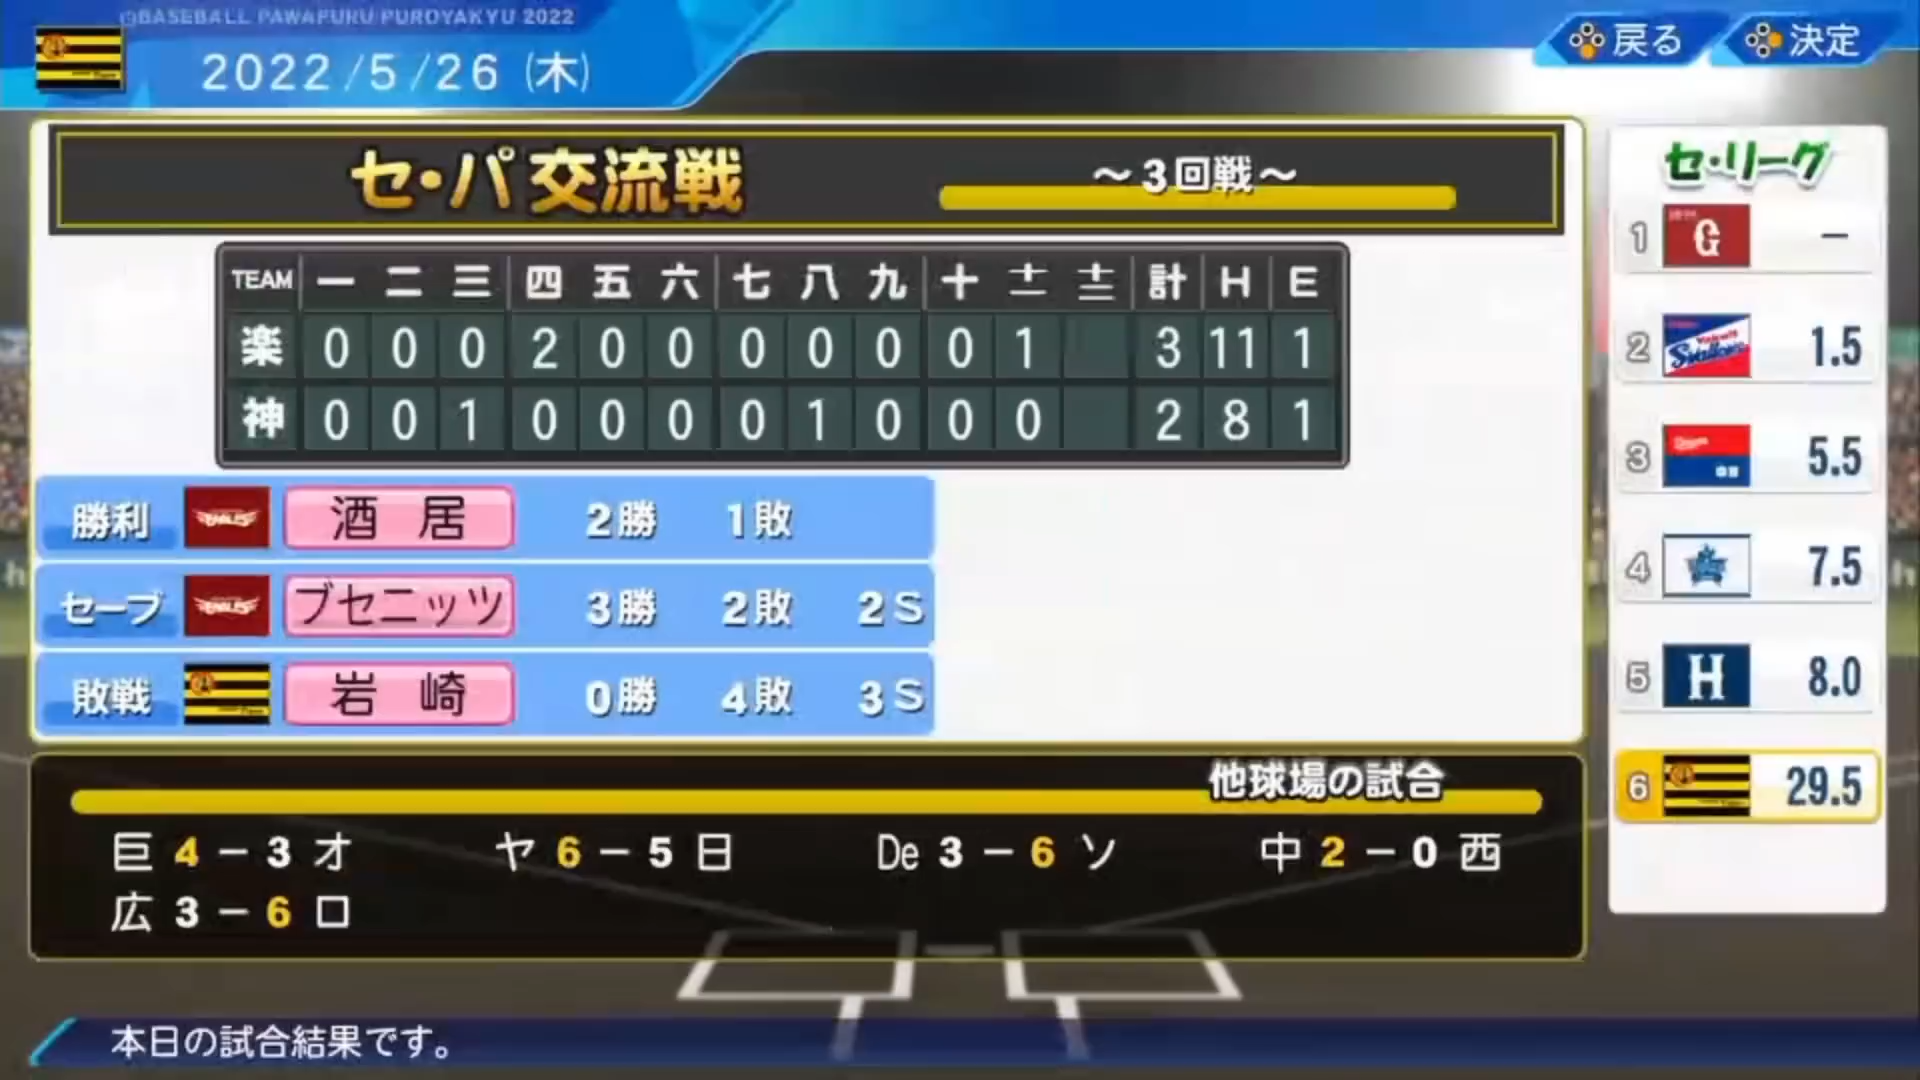 ©BASEBALL PAWAFURU PUROYAKYU 2022
2022/5/26 (木)
戻る 決定
セ・パ 交流戦 ～3回戦～
TEAM 一 二 三 四 五 六 七 八 九 十 十一 十二 計 H E
楽 0 0 0 2 0 0 0 0 0 0 1 3 11 1
神 0 0 1 0 0 0 0 1 0 0 0 2 8 1
勝利 EAGLES 酒居 2勝 1敗
セーブ EAGLES ブセニッツ 3勝 2敗 2S
敗戦 岩崎 0勝 4敗 3S
セ・リーグ
1 G －
2 Swallows 1.5
3 中日 5.5
4 7.5
5 H 8.0
6 29.5
他球場の試合
巨 4 － 3 オ ヤ 6 － 5 日 De 3 － 6 ソ 中 2 － 0 西
広 3 － 6 ロ
本日の試合結果です。